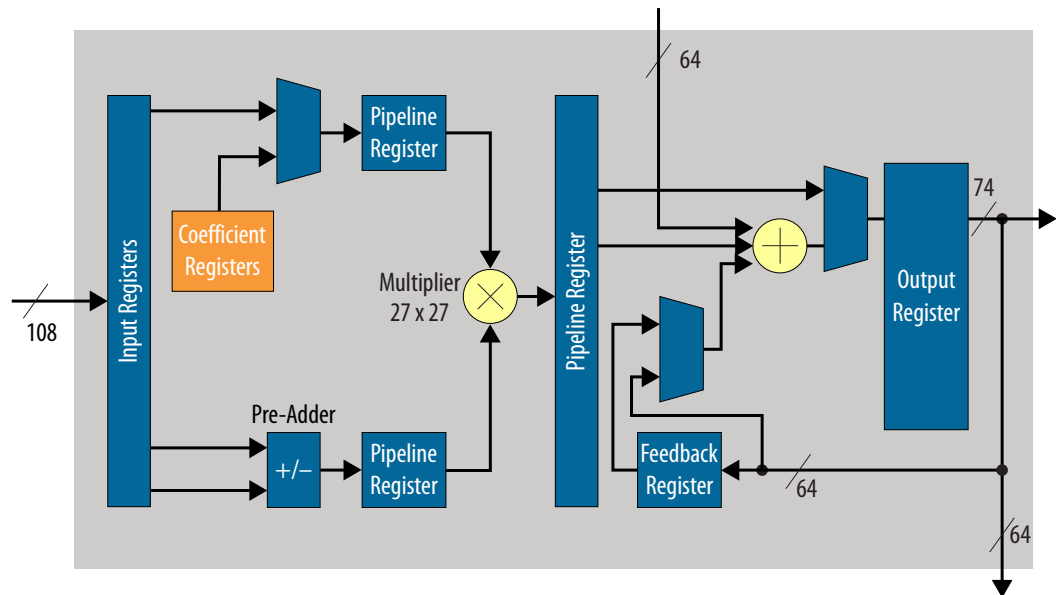 64
Pipeline
Register
74
Coefficient
Registers
Input Registers
Multiplier
27 x 27
Pipeline Register
Output
Register
108
Pre-Adder
+/−
Pipeline
Register
Feedback
Register
64
64